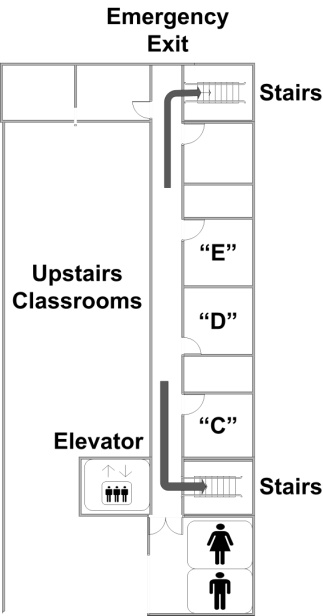 Emergency
Exit
Stairs
“E”
Upstairs
Classrooms
“D”
“C”
Elevator
Stairs